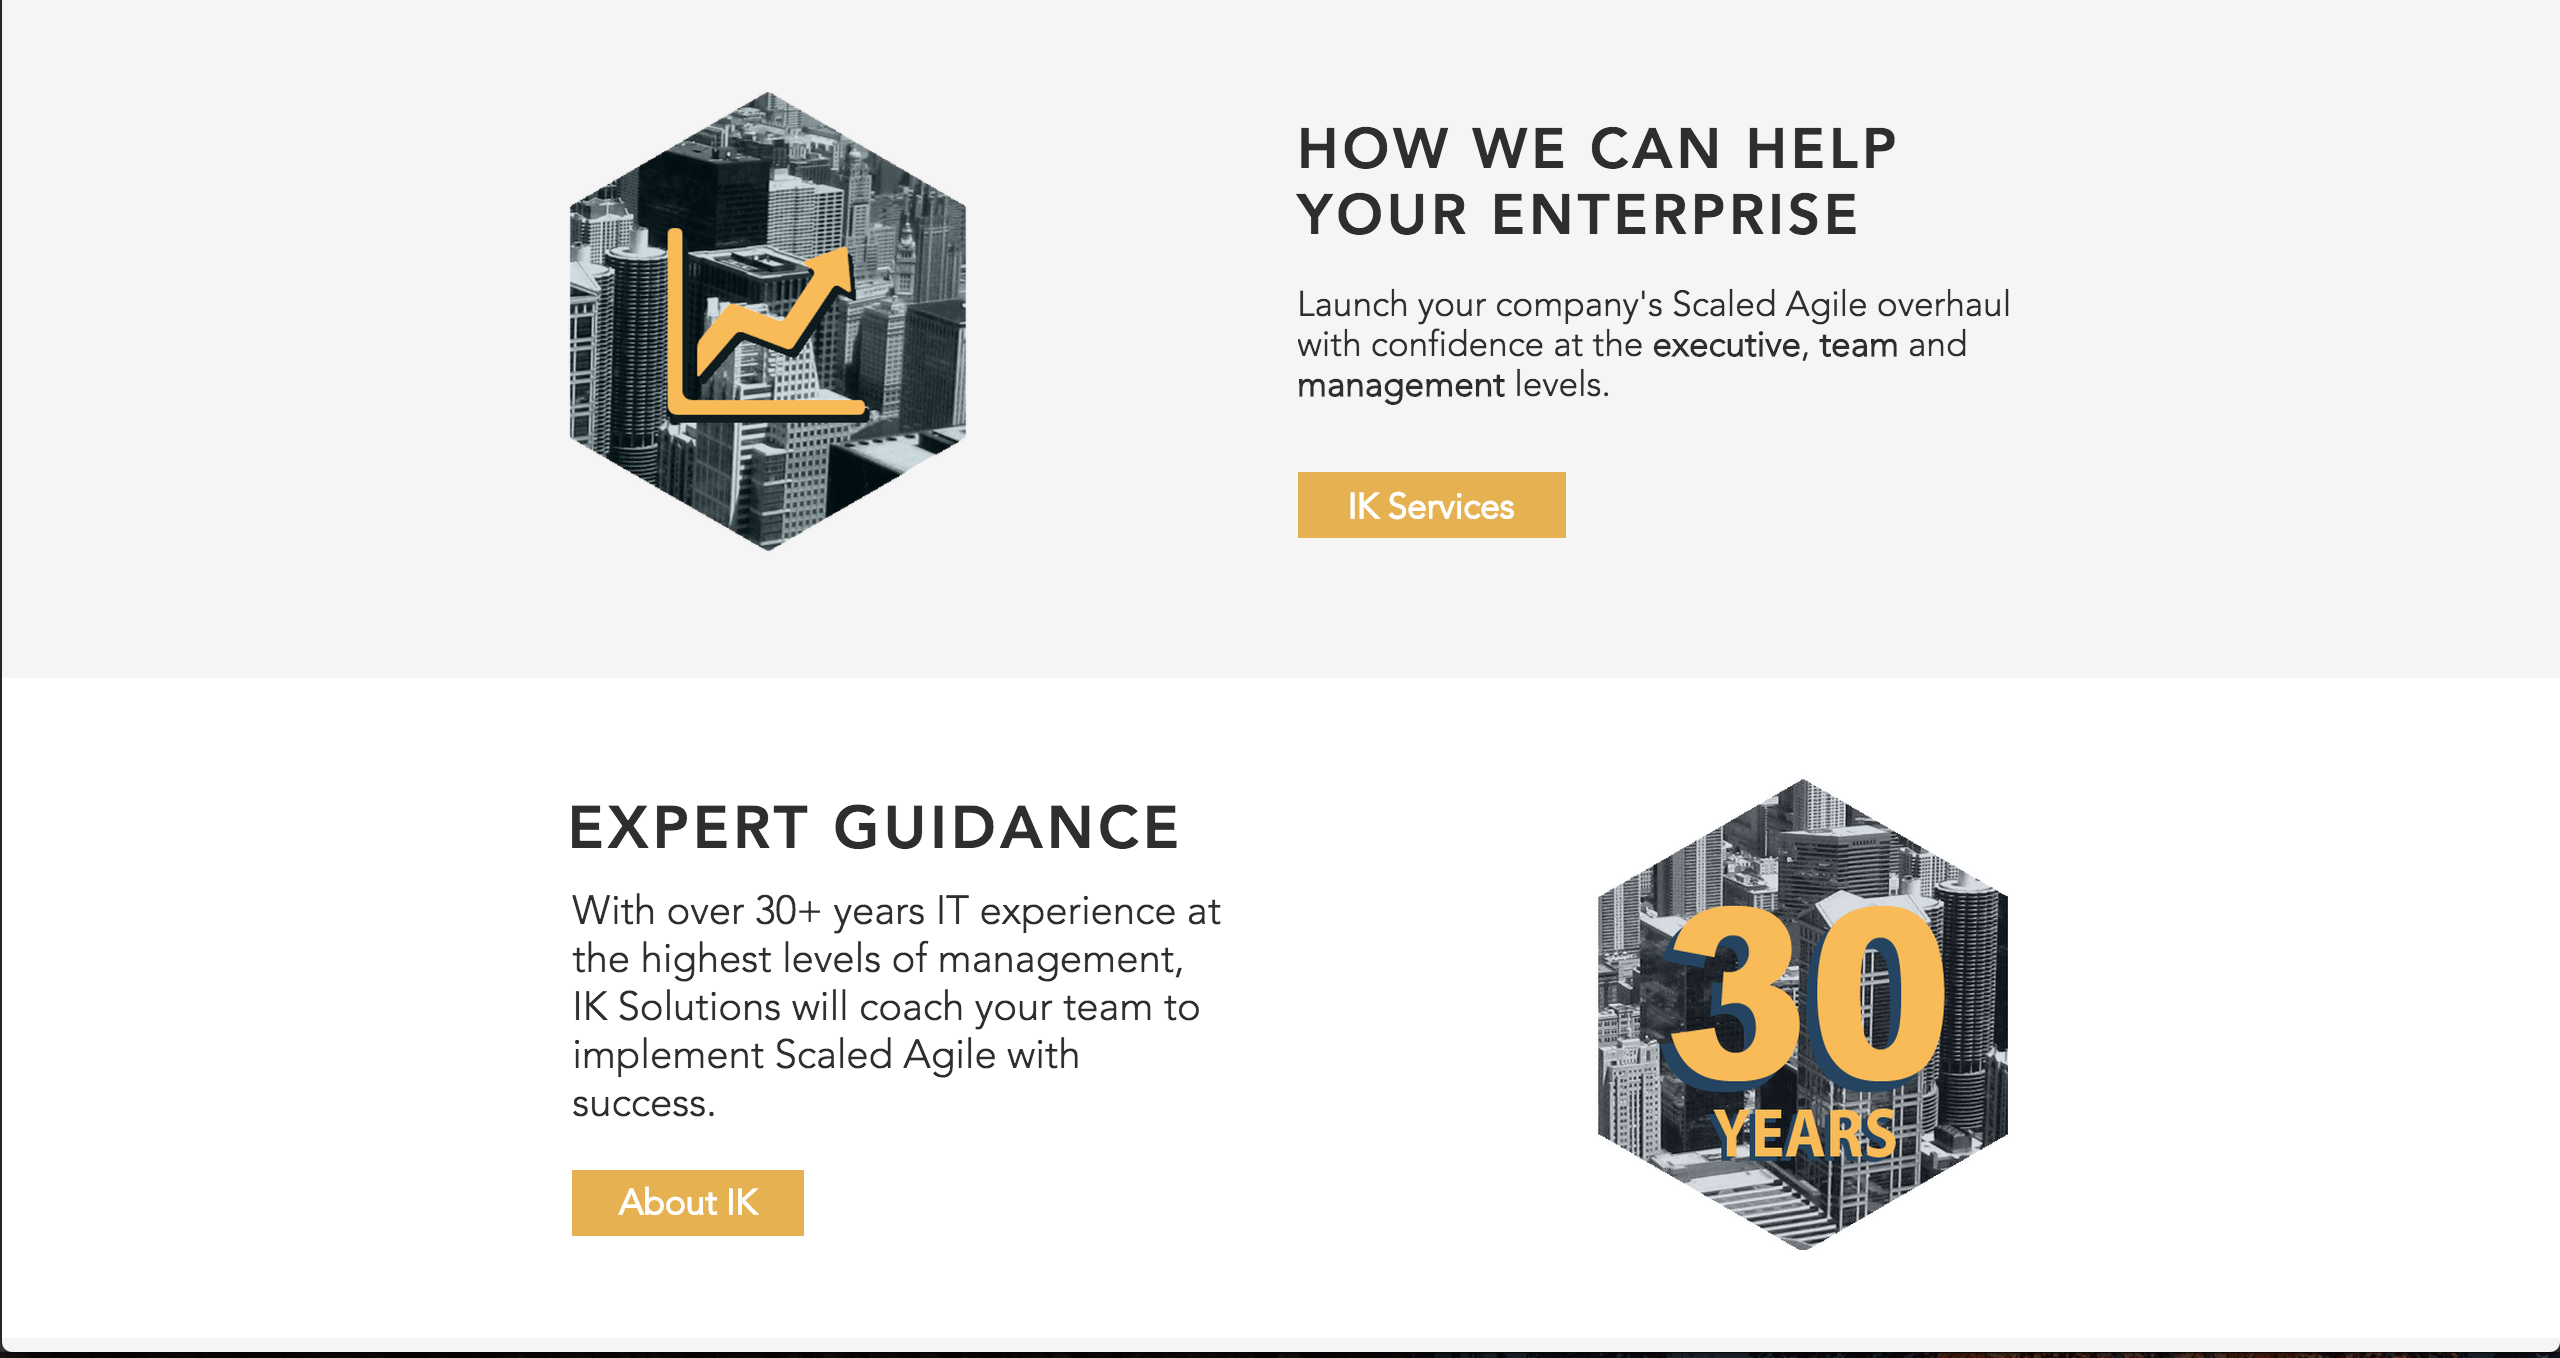 HOW WE CAN HELP
YOUR ENTERPRISE
Launch your company's Scaled Agile overhaul
with confidence at the executive, team and
management levels.
IK Services
EXPERT GUIDANCE
With over 30+ years IT experience at
the highest levels of management,
IK Solutions will coach your team to
implement Scaled Agile with
success.
About IK
30
YEARS